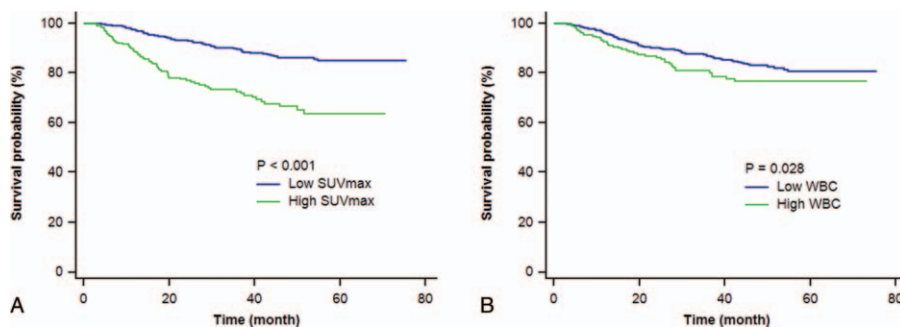 100
80
60
40
20
0
Survival probability (%)
P < 0.001
Low SUVmax
High SUVmax
0 20 40 60 80
Time (month)
A
100
80
60
40
20
0
Survival probability (%)
P = 0.028
Low WBC
High WBC
0 20 40 60 80
Time (month)
B